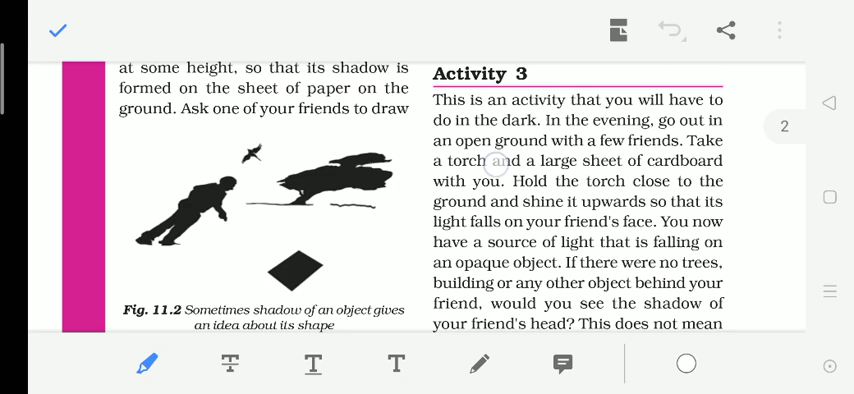 at some height, so that its shadow is
formed on the sheet of paper on the
ground. Ask one of your friends to draw
Fig. 11.2 Sometimes shadow of an object gives
an idea about its shape
Activity 3
This is an activity that you will have to
do in the dark. In the evening, go out in
an open ground with a few friends. Take
a torch and a large sheet of cardboard
with you. Hold the torch close to the
ground and shine it upwards so that its
light falls on your friend's face. You now
have a source of light that is falling on
an opaque object. If there were no trees,
building or any other object behind your
friend, would you see the shadow of
your friend's head? This does not mean
2
T
T
T